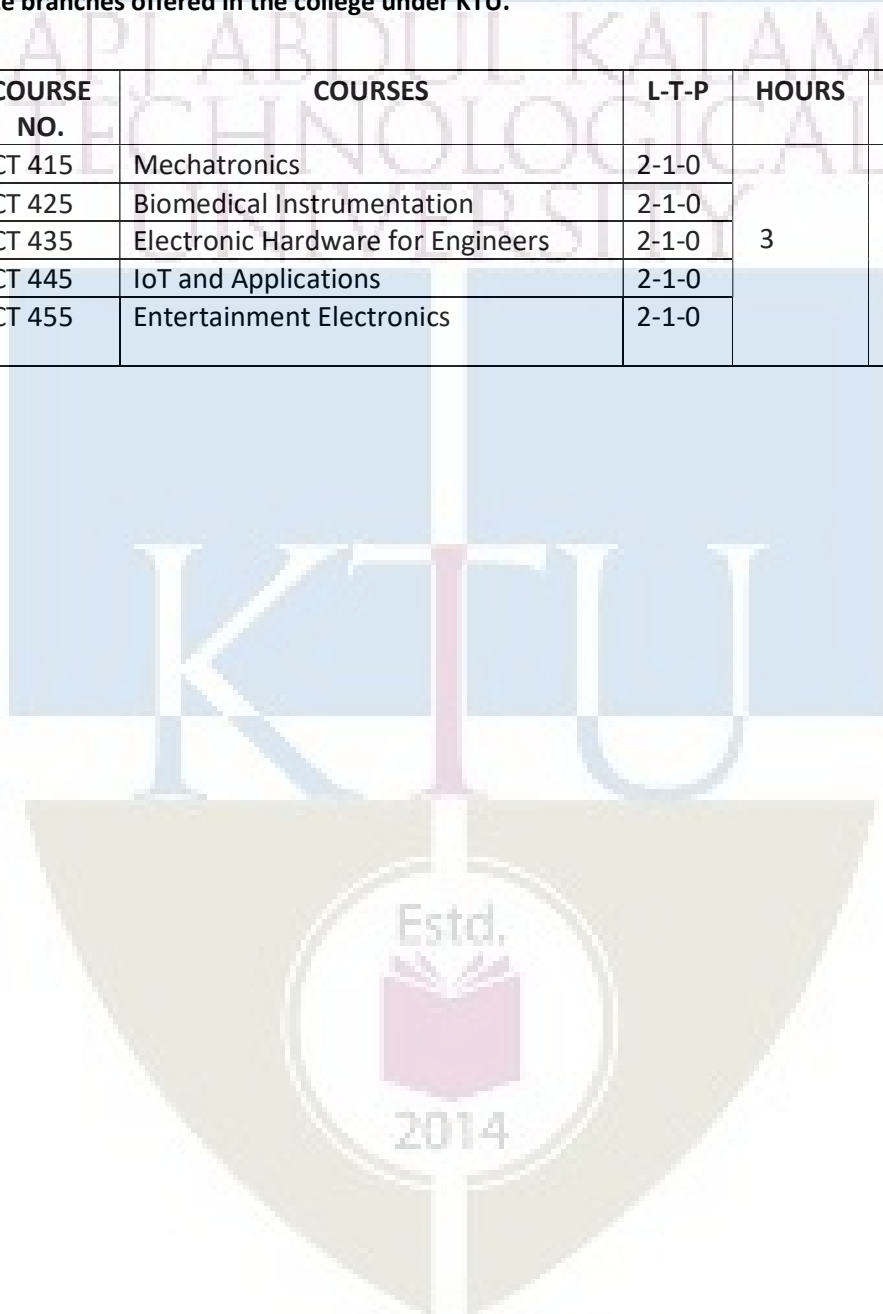 branches offered in the college under KTU.
API ABDUL KALAM
TECHNOLOGICAL
UNIVERSITY
COURSE NO. COURSES L-T-P HOURS
CT 415 Mechatronics 2-1-0
CT 425 Biomedical Instrumentation 2-1-0
CT 435 Electronic Hardware for Engineers 2-1-0 3
CT 445 IoT and Applications 2-1-0
CT 455 Entertainment Electronics 2-1-0
KTU
Estd.
2014